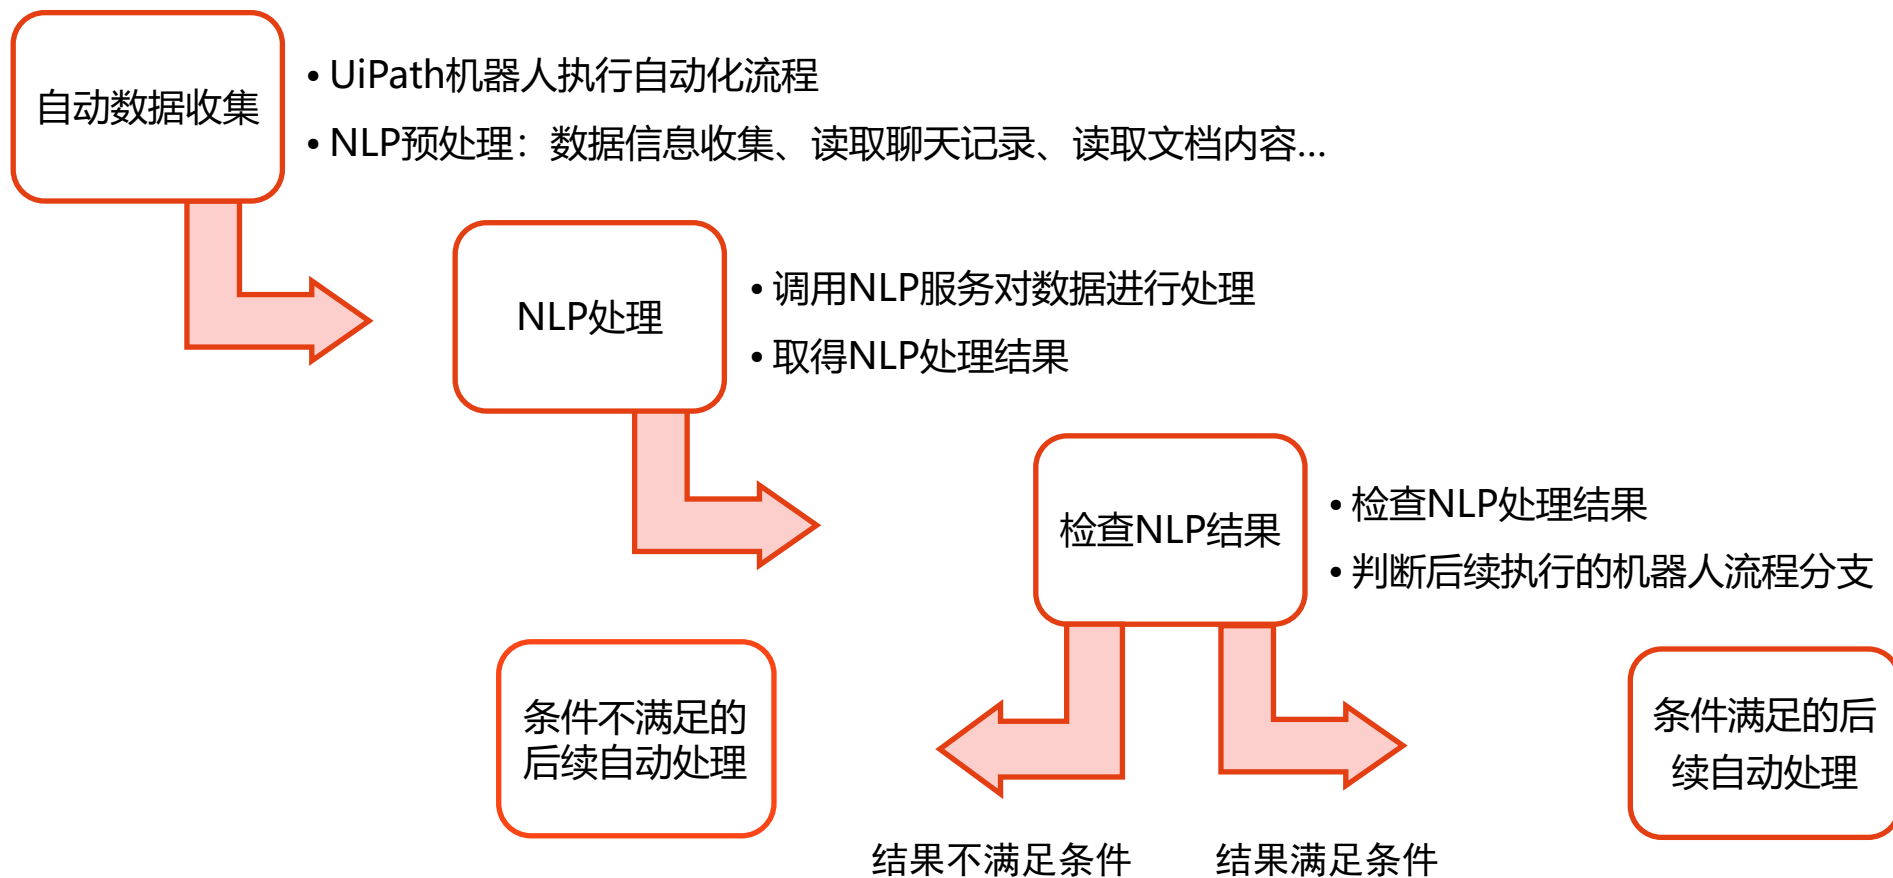 自动数据收集
• UiPath机器人执行自动化流程
• NLP预处理：数据信息收集、读取聊天记录、读取文档内容...
NLP处理
• 调用NLP服务对数据进行处理
• 取得NLP处理结果
检查NLP结果
• 检查NLP处理结果
• 判断后续执行的机器人流程分支
条件不满足的
后续自动处理
条件满足的后
续自动处理
结果不满足条件
结果满足条件